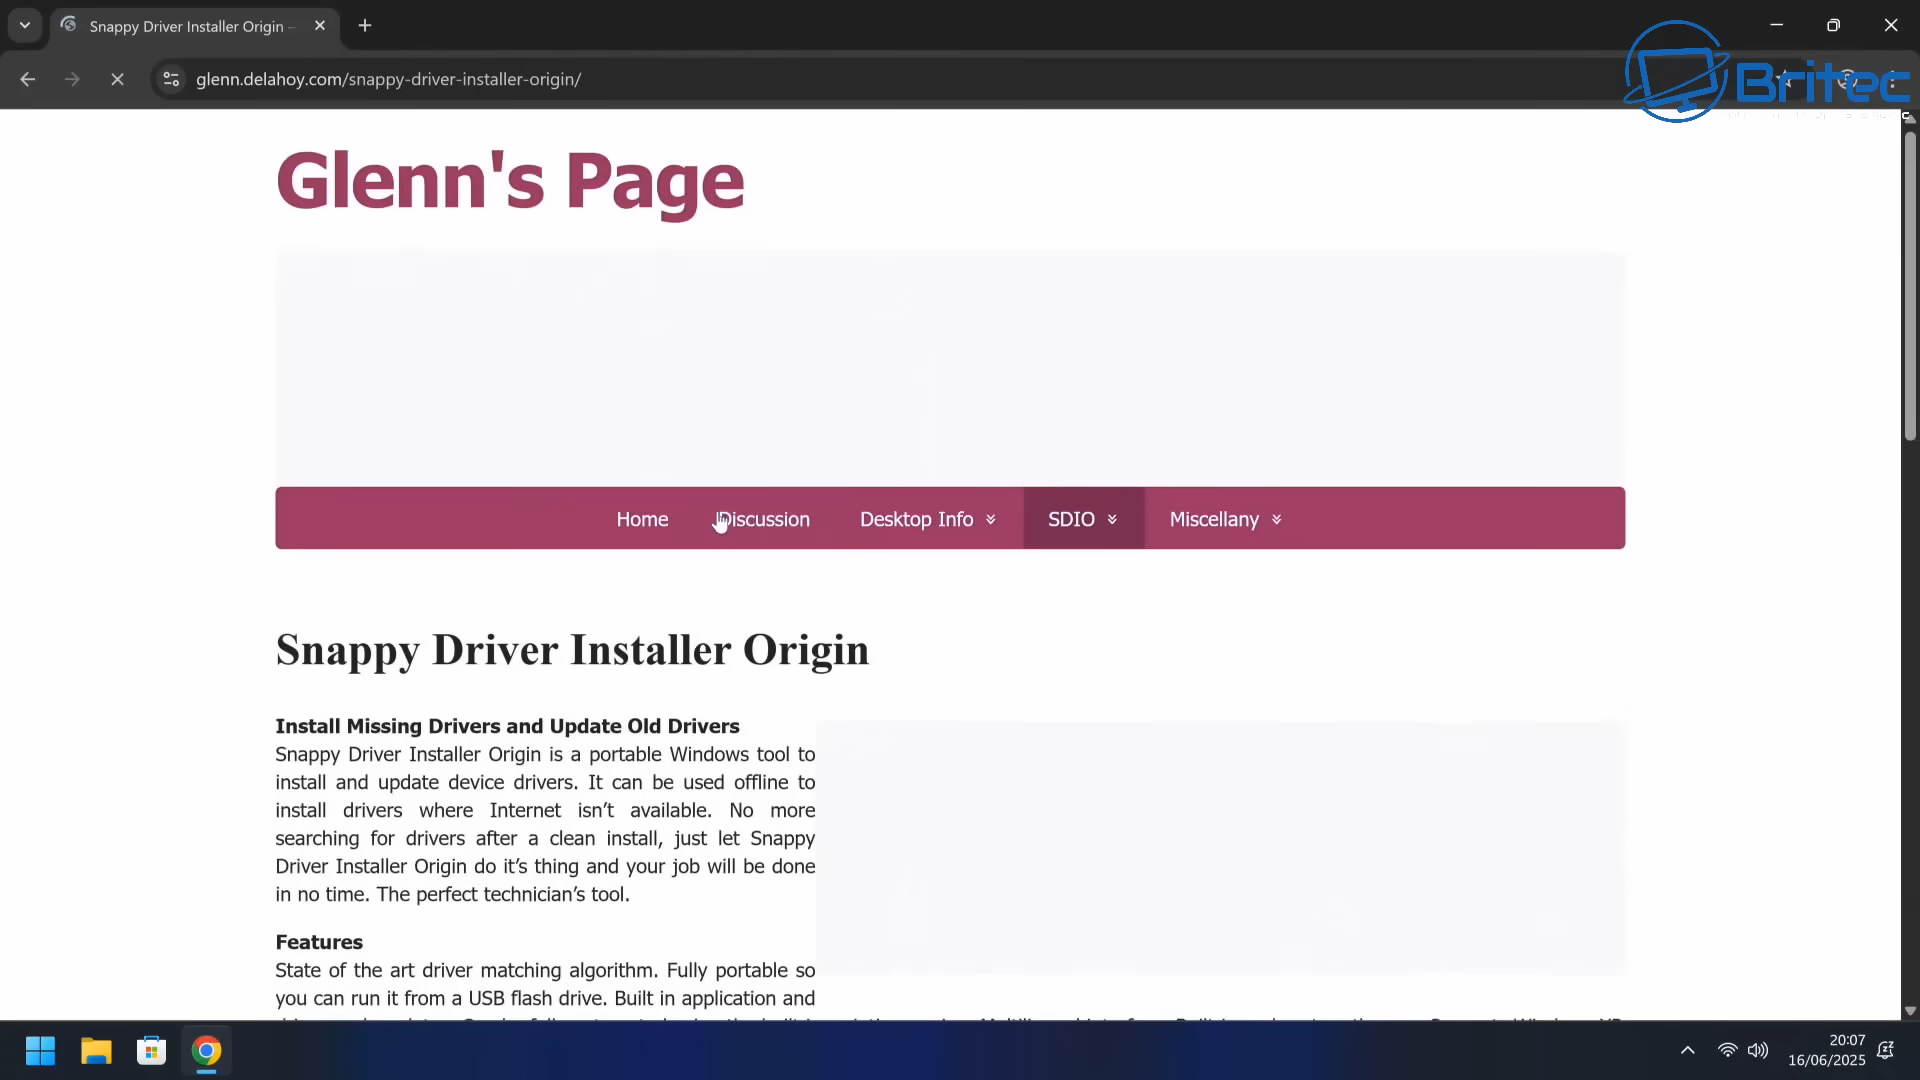 Snappy Driver Installer Origin –
glenn.delahoy.com/snappy-driver-installer-origin/
Britec
Glenn's Page
Home Discussion Desktop Info SDIO Miscellany
Snappy Driver Installer Origin
Install Missing Drivers and Update Old Drivers
Snappy Driver Installer Origin is a portable Windows tool to
install and update device drivers. It can be used offline to
install drivers where Internet isn’t available. No more
searching for drivers after a clean install, just let Snappy
Driver Installer Origin do it’s thing and your job will be done
in no time. The perfect technician’s tool.
Features
State of the art driver matching algorithm. Fully portable so
you can run it from a USB flash drive. Built in application and
20:07
16/06/2025